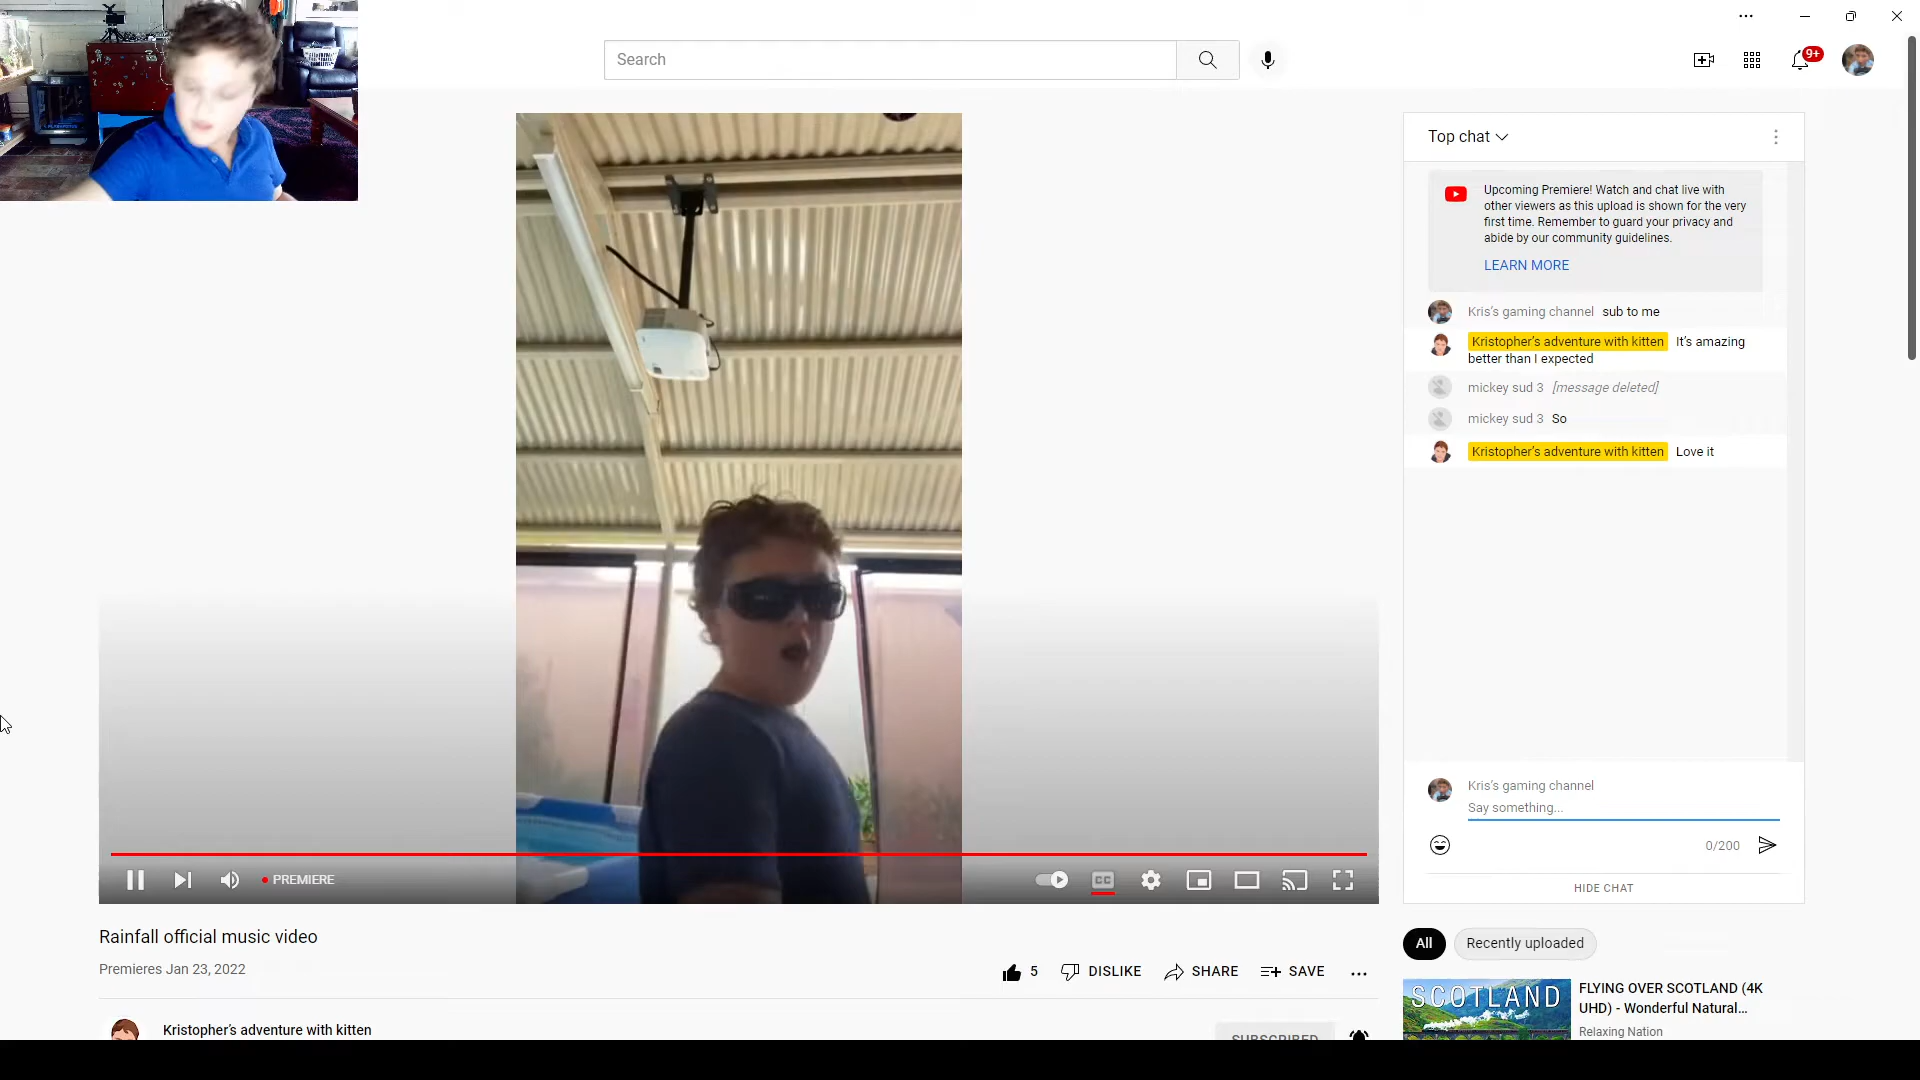 Search
9+
Top chat
Upcoming Premiere! Watch and chat live with
other viewers as this upload is shown for the very
first time. Remember to guard your privacy and
abide by our community guidelines.
LEARN MORE
Kris's gaming channel sub to me
Kristopher's adventure with kitten It's amazing
better than I expected
mickey sud 3 [message deleted]
mickey sud 3 So
Kristopher's adventure with kitten Love it
Kris's gaming channel
Say something...
0/200
HIDE CHAT
PREMIERE
CC
Rainfall official music video
Premieres Jan 23, 2022
5 DISLIKE SHARE SAVE
Kristopher's adventure with kitten
SUBSCRIBED
All Recently uploaded
SCOTLAND
FLYING OVER SCOTLAND (4K
UHD) - Wonderful Natural...
Relaxing Nation